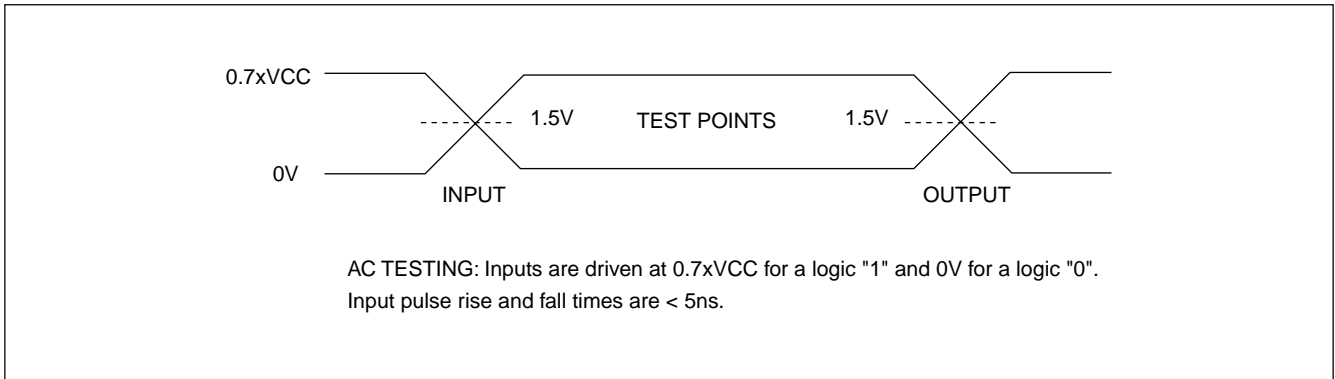 0.7xVCC
1.5V TEST POINTS 1.5V
0V
INPUT OUTPUT
AC TESTING: Inputs are driven at 0.7xVCC for a logic "1" and 0V for a logic "0".
Input pulse rise and fall times are < 5ns.